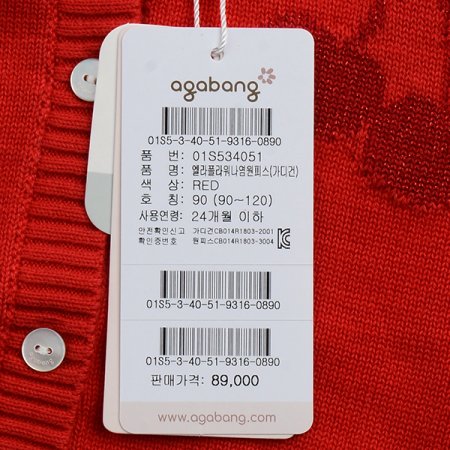 agabang
01S5-3-40-51-9316-0890
품 번: 01S534051
품 명: 엘라플라워나염원피스(가디건)
색 상: RED
호 칭: 90 (90~120)
사용연령: 24개월 이하
안전확인신고 가디건CB014R1803-2001
확인증번호 원피스CB014R1803-3004
01S5-3-40-51-9316-0890
01S5-3-40-51-9316-0890
판매가격: 89,000
www.agabang.com